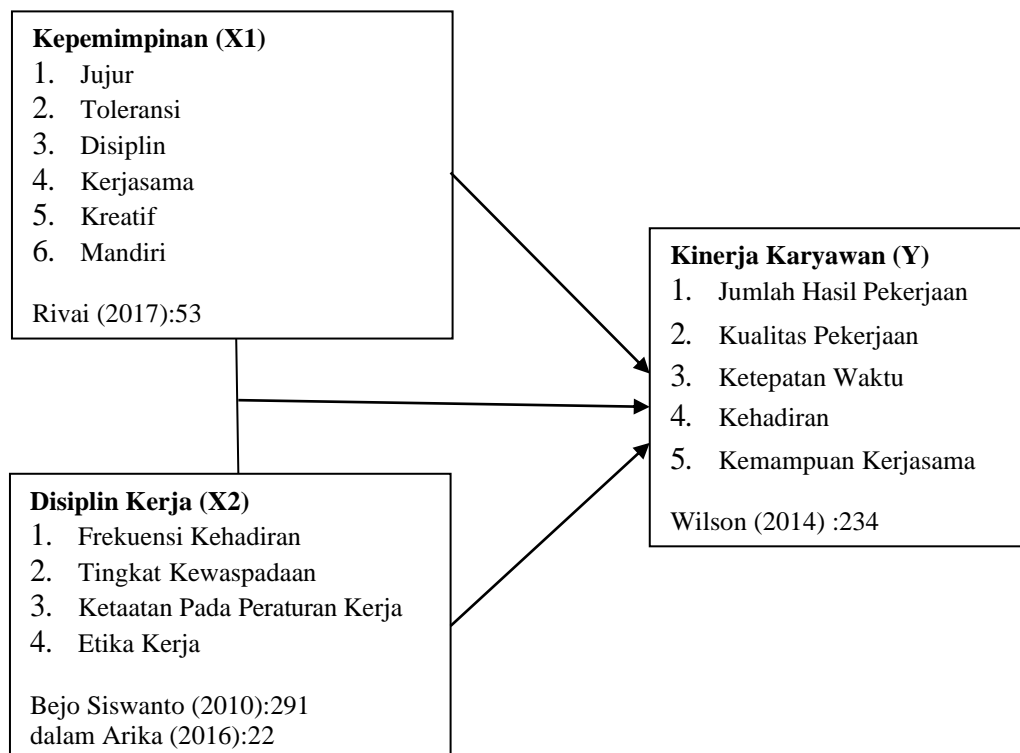 Kepemimpinan (X1)
1. Jujur
2. Toleransi
3. Disiplin
4. Kerjasama
5. Kreatif
6. Mandiri
Rivai (2017):53
Kinerja Karyawan (Y)
1. Jumlah Hasil Pekerjaan
2. Kualitas Pekerjaan
3. Ketepatan Waktu
4. Kehadiran
5. Kemampuan Kerjasama
Wilson (2014) :234
Disiplin Kerja (X2)
1. Frekuensi Kehadiran
2. Tingkat Kewaspadaan
3. Ketaatan Pada Peraturan Kerja
4. Etika Kerja
Bejo Siswanto (2010):291
dalam Arika (2016):22